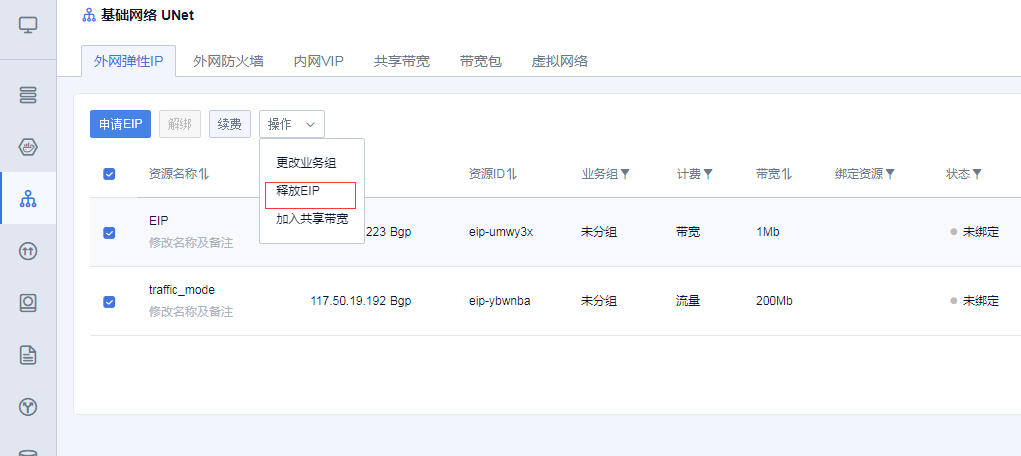 基础网络 UNet
外网弹性IP 外网防火墙 内网VIP 共享带宽 带宽包 虚拟网络
申请EIP 解绑 续费 操作
更改业务组
释放EIP
加入共享带宽
资源名称 资源ID 业务组 计费 带宽 绑定资源 状态
EIP .223 Bgp eip-umwy3x 未分组 带宽 1Mb 未绑定
修改名称及备注
traffic_mode 117.50.19.192 Bgp eip-ybwnba 未分组 流量 200Mb 未绑定
修改名称及备注